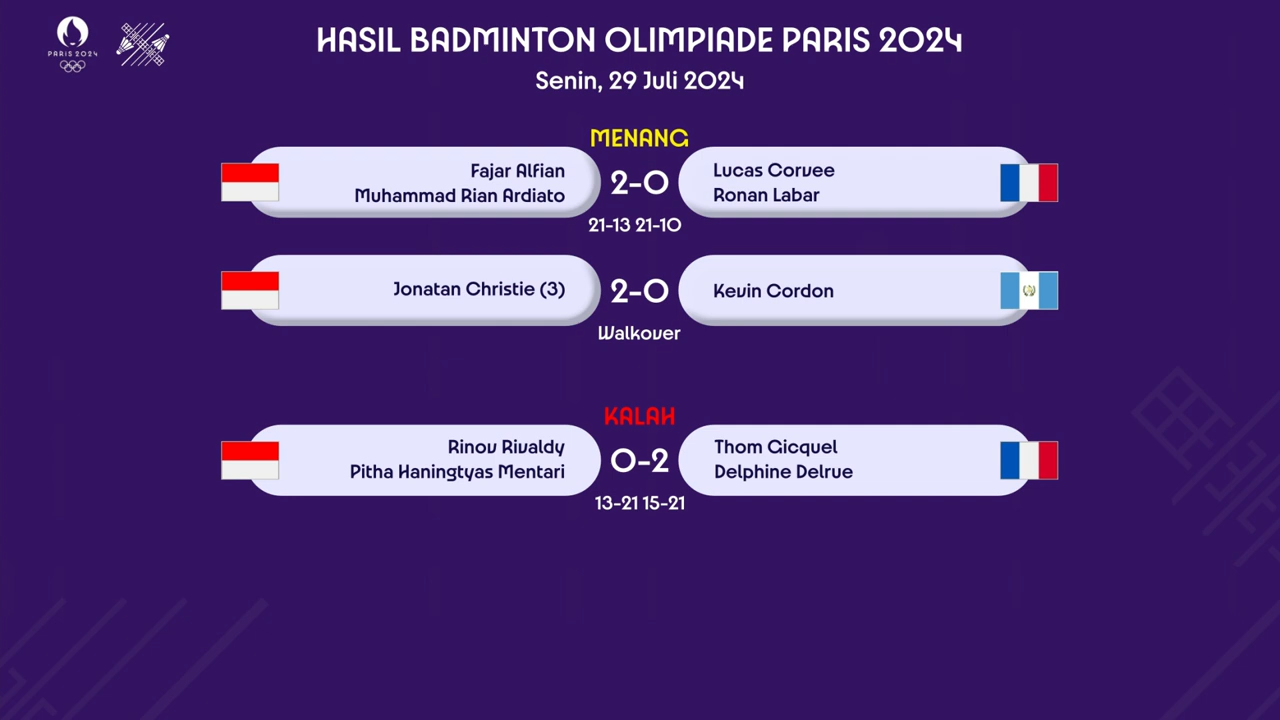 PARIS 2024
HASIL BADMINTON OLIMPIADE PARIS 2024
Senin, 29 Juli 2024
MENANG
Fajar Alfian
Muhammad Rian Ardiato
2-0
Lucas Corvee
Ronan Labar
21-13 21-10
Jonatan Christie (3)
2-0
Kevin Cordon
Walkover
KALAH
Rinov Rivaldy
Pitha Haningtyas Mentari
0-2
Thom Gicquel
Delphine Delrue
13-21 15-21